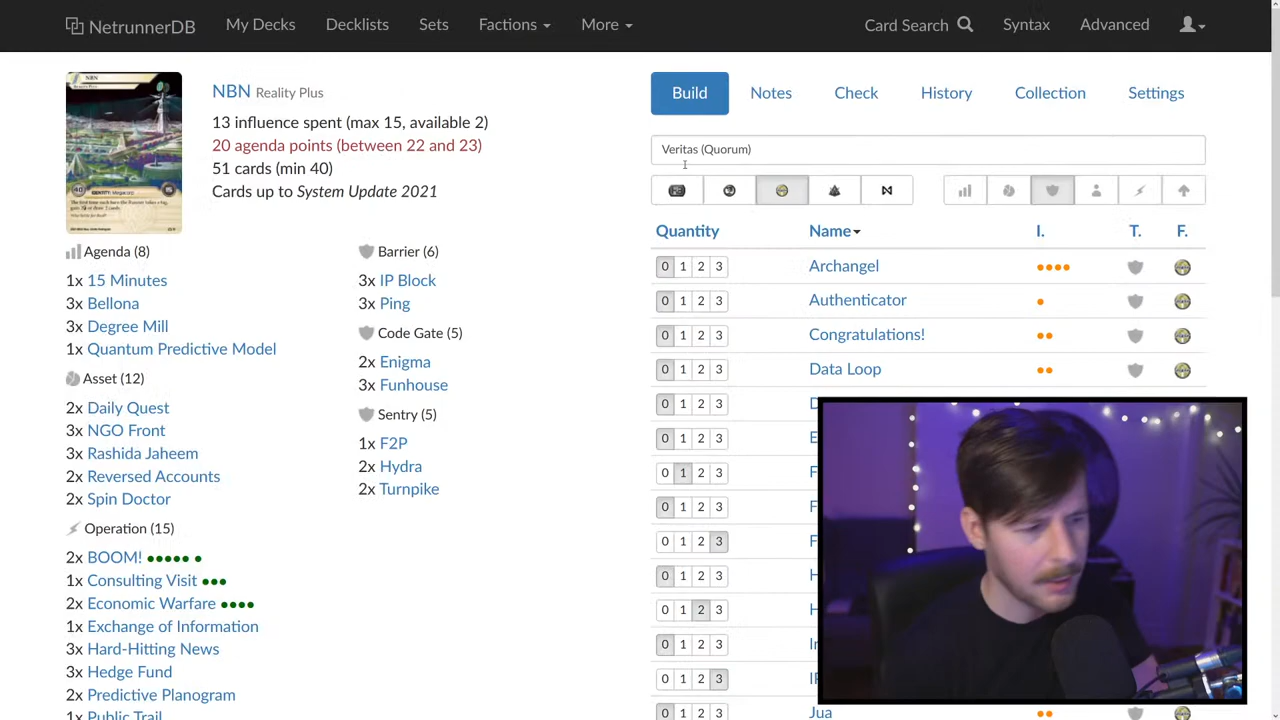 NetrunnerDB
My Decks
Decklists
Sets
Factions
More
Card Search
Syntax
Advanced
NBN
NBN Reality Plus
13 influence spent (max 15, available 2)
20 agenda points (between 22 and 23)
51 cards (min 40)
Cards up to System Update 2021
Agenda (8)
1x 15 Minutes
3x Bellona
3x Degree Mill
1x Quantum Predictive Model
Asset (12)
2x Daily Quest
3x NGO Front
3x Rashida Jaheem
2x Reversed Accounts
2x Spin Doctor
Operation (15)
2x BOOM!
1x Consulting Visit
2x Economic Warfare
1x Exchange of Information
3x Hard-Hitting News
3x Hedge Fund
2x Predictive Planogram
1x Public Trail
Barrier (6)
3x IP Block
3x Ping
Code Gate (5)
2x Enigma
3x Funhouse
Sentry (5)
1x F2P
2x Hydra
2x Turnpike
Build
Notes
Check
History
Collection
Settings
Veritas (Quorum)
Quantity Name I. T. F.
0 1 2 3 Archangel
0 1 2 3 Authenticator
0 1 2 3 Congratulations!
0 1 2 3 Data Loop
0 1 2 3
0 1 2 3
0 1 2 3
0 1 2 3
0 1 2 3
0 1 2 3
0 1 2 3
0 1 2 3
0 1 2 3
0 1 2 3 Jua